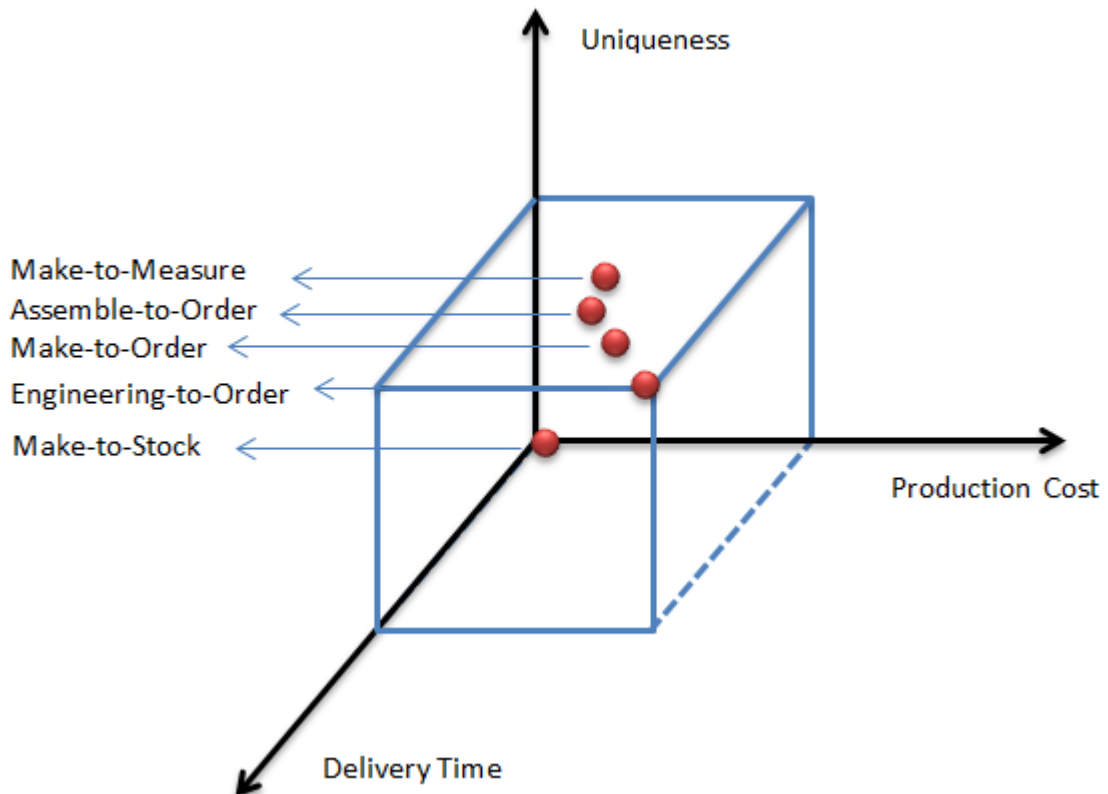 Uniqueness
Make-to-Measure
Assemble-to-Order
Make-to-Order
Engineering-to-Order
Make-to-Stock
Production Cost
Delivery Time